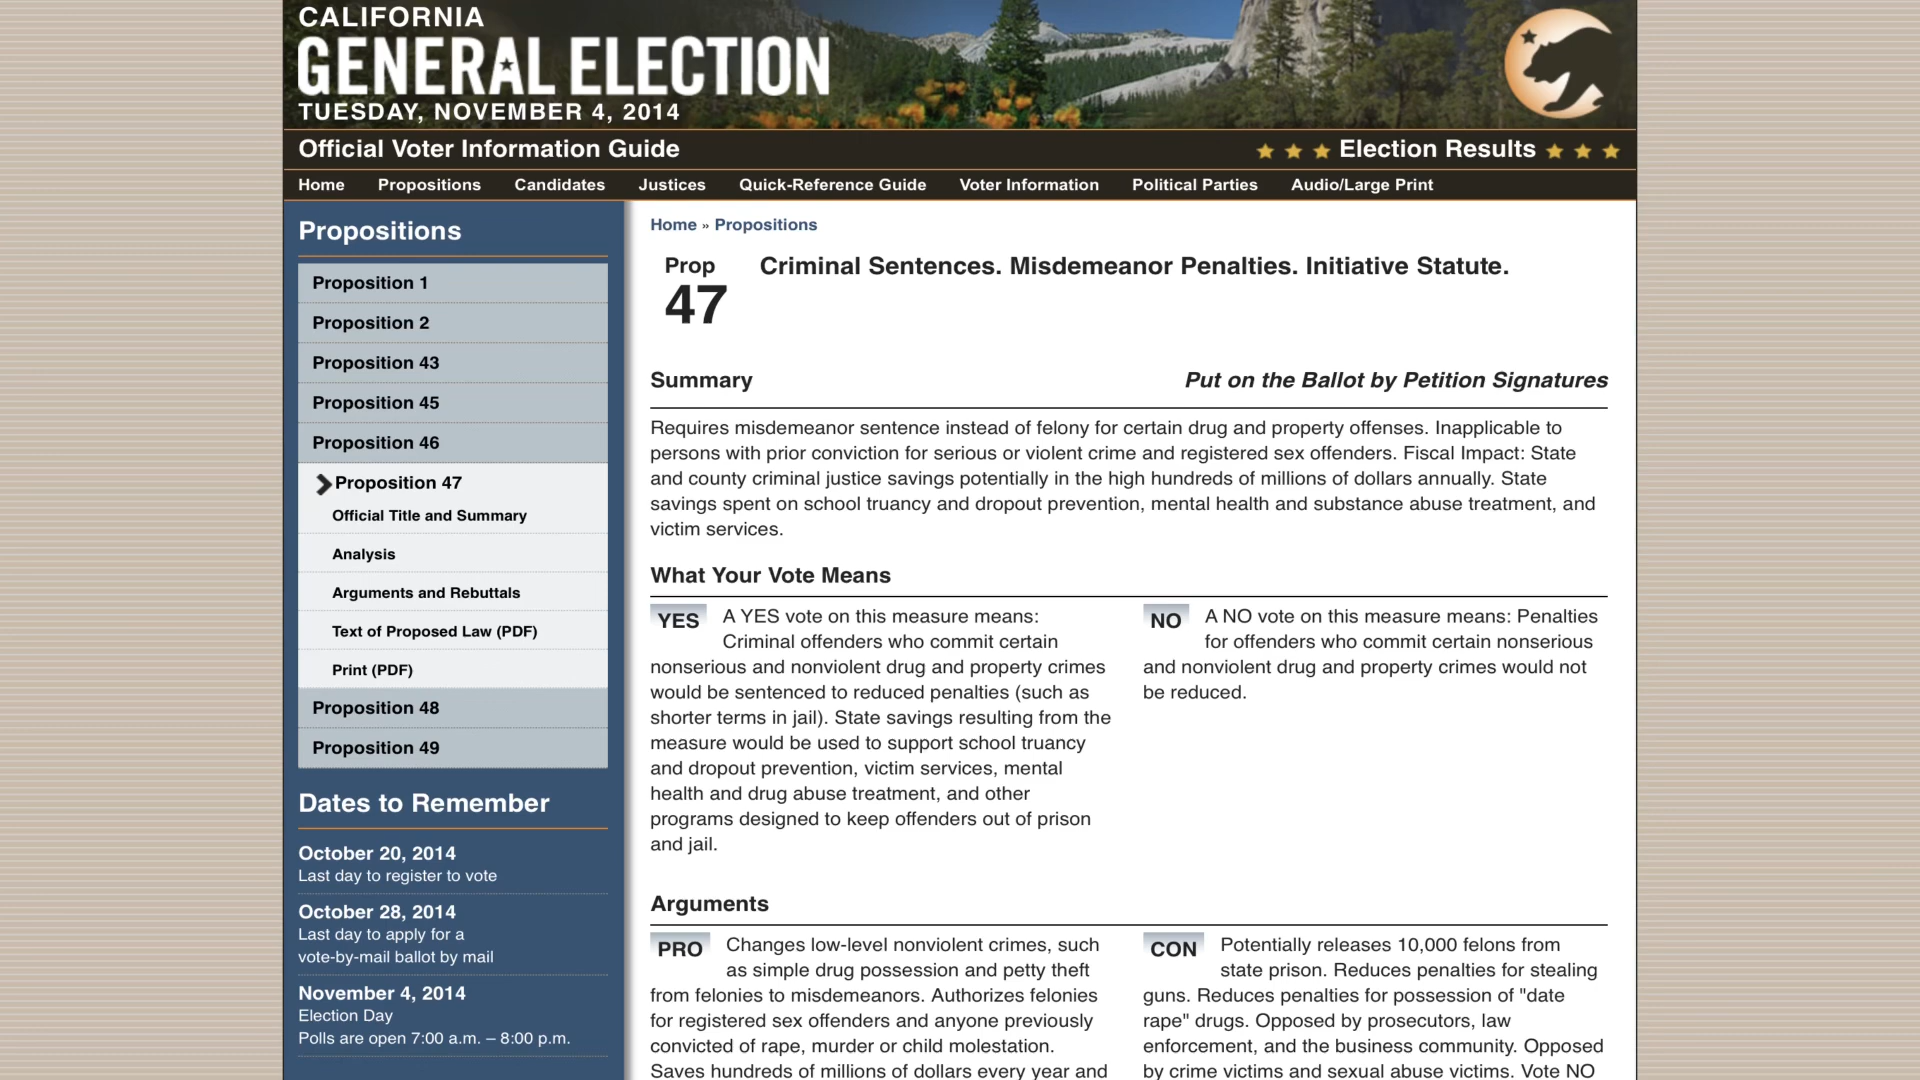 CALIFORNIA
GENERAL ELECTION
TUESDAY, NOVEMBER 4, 2014
Official Voter Information Guide
Election Results
Home Propositions Candidates Justices Quick-Reference Guide Voter Information Political Parties Audio/Large Print
Propositions
Proposition 1
Proposition 2
Proposition 43
Proposition 45
Proposition 46
Proposition 47
Official Title and Summary
Analysis
Arguments and Rebuttals
Text of Proposed Law (PDF)
Print (PDF)
Proposition 48
Proposition 49
Dates to Remember
October 20, 2014
Last day to register to vote
October 28, 2014
Last day to apply for a
vote-by-mail ballot by mail
November 4, 2014
Election Day
Polls are open 7:00 a.m. – 8:00 p.m.
Home » Propositions
Prop
47
Criminal Sentences. Misdemeanor Penalties. Initiative Statute.
Summary
Put on the Ballot by Petition Signatures
Requires misdemeanor sentence instead of felony for certain drug and property offenses. Inapplicable to
persons with prior conviction for serious or violent crime and registered sex offenders. Fiscal Impact: State
and county criminal justice savings potentially in the high hundreds of millions of dollars annually. State
savings spent on school truancy and dropout prevention, mental health and substance abuse treatment, and
victim services.
What Your Vote Means
YES A YES vote on this measure means:
Criminal offenders who commit certain
nonserious and nonviolent drug and property crimes
would be sentenced to reduced penalties (such as
shorter terms in jail). State savings resulting from the
measure would be used to support school truancy
and dropout prevention, victim services, mental
health and drug abuse treatment, and other
programs designed to keep offenders out of prison
and jail.
NO A NO vote on this measure means: Penalties
for offenders who commit certain nonserious
and nonviolent drug and property crimes would not
be reduced.
Arguments
PRO Changes low-level nonviolent crimes, such
as simple drug possession and petty theft
from felonies to misdemeanors. Authorizes felonies
for registered sex offenders and anyone previously
convicted of rape, murder or child molestation.
Saves hundreds of millions of dollars every year and
CON Potentially releases 10,000 felons from
state prison. Reduces penalties for stealing
guns. Reduces penalties for possession of "date
rape" drugs. Opposed by prosecutors, law
enforcement, and the business community. Opposed
by crime victims and sexual abuse victims. Vote NO